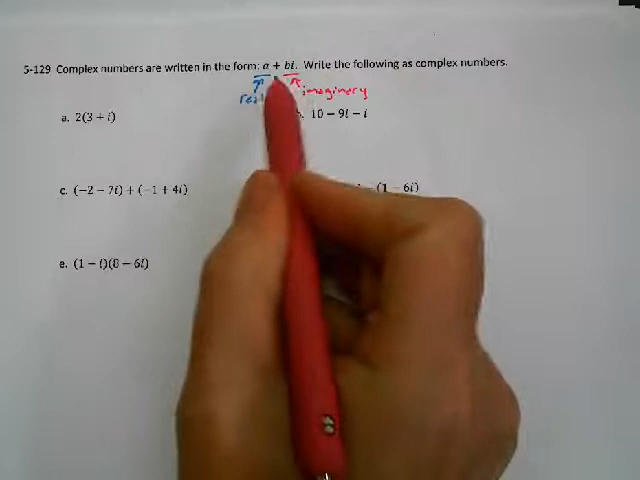 5-129 Complex numbers are written in the form: a + bi. Write the following as complex numbers.
imaginery
a. 2(3 + i)
10 − 9i − i
c. (−2 − 7i) + (−1 + 4i)
− (1 − 6i)
e. (1 − i)(8 − 6i)